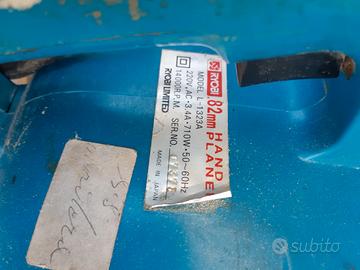 RYOBI
82mm HAND PLANE
MODEL L-1323A
220V.AC·3.4A·710W·50~60Hz
14000R.P.M. SER.NO.
RYOBI LIMITED
MADE IN JAPAN
subito